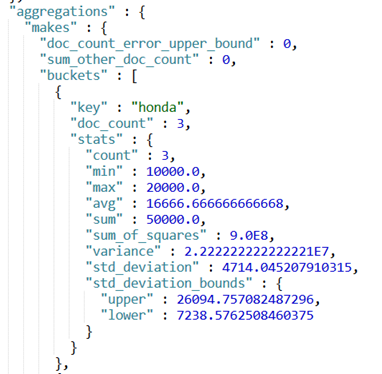 "aggregations" : {
"makes" : {
"doc_count_error_upper_bound" : 0,
"sum_other_doc_count" : 0,
"buckets" : [
{
"key" : "honda",
"doc_count" : 3,
"stats" : {
"count" : 3,
"min" : 10000.0,
"max" : 20000.0,
"avg" : 16666.666666666668,
"sum" : 50000.0,
"sum_of_squares" : 9.0E8,
"variance" : 2.222222222222221E7,
"std_deviation" : 4714.045207910315,
"std_deviation_bounds" : {
"upper" : 26094.757082487296,
"lower" : 7238.5762508460375
}
}
},